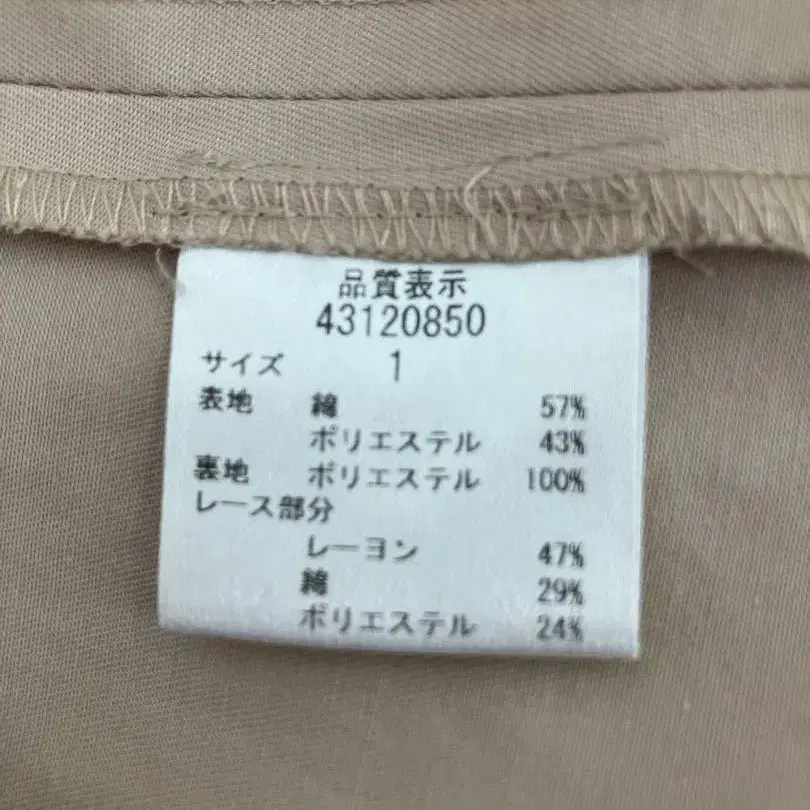 品質表示
43120850
サイズ 1
表地 綿 57%
ポリエステル 43%
裏地 ポリエステル 100%
レース部分
レーヨン 47%
綿 29%
ポリエステル 24%